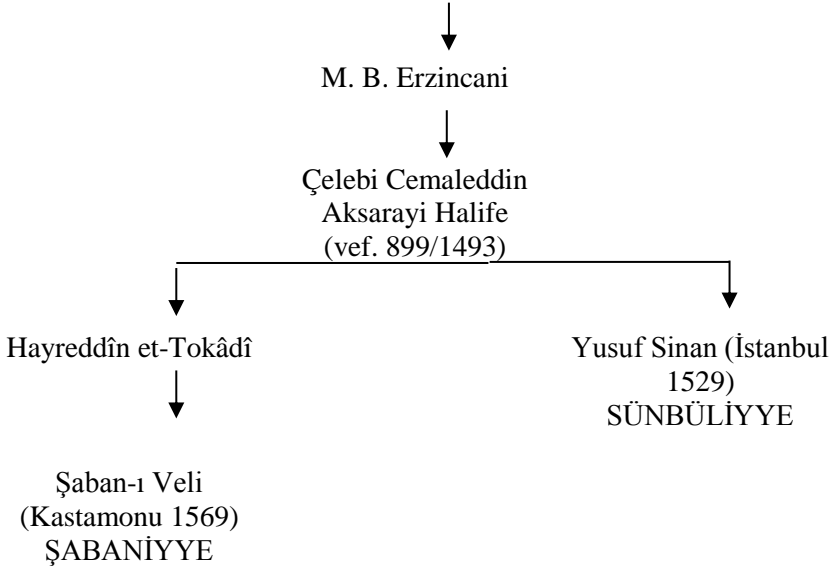 M. B. Erzincani
Çelebi Cemaleddin
Aksarayi Halife
(vef. 899/1493)
Hayreddîn et-Tokâdî
Yusuf Sinan (İstanbul
1529)
SÜNBÜLİYYE
Şaban-ı Veli
(Kastamonu 1569)
ŞABANİYYE